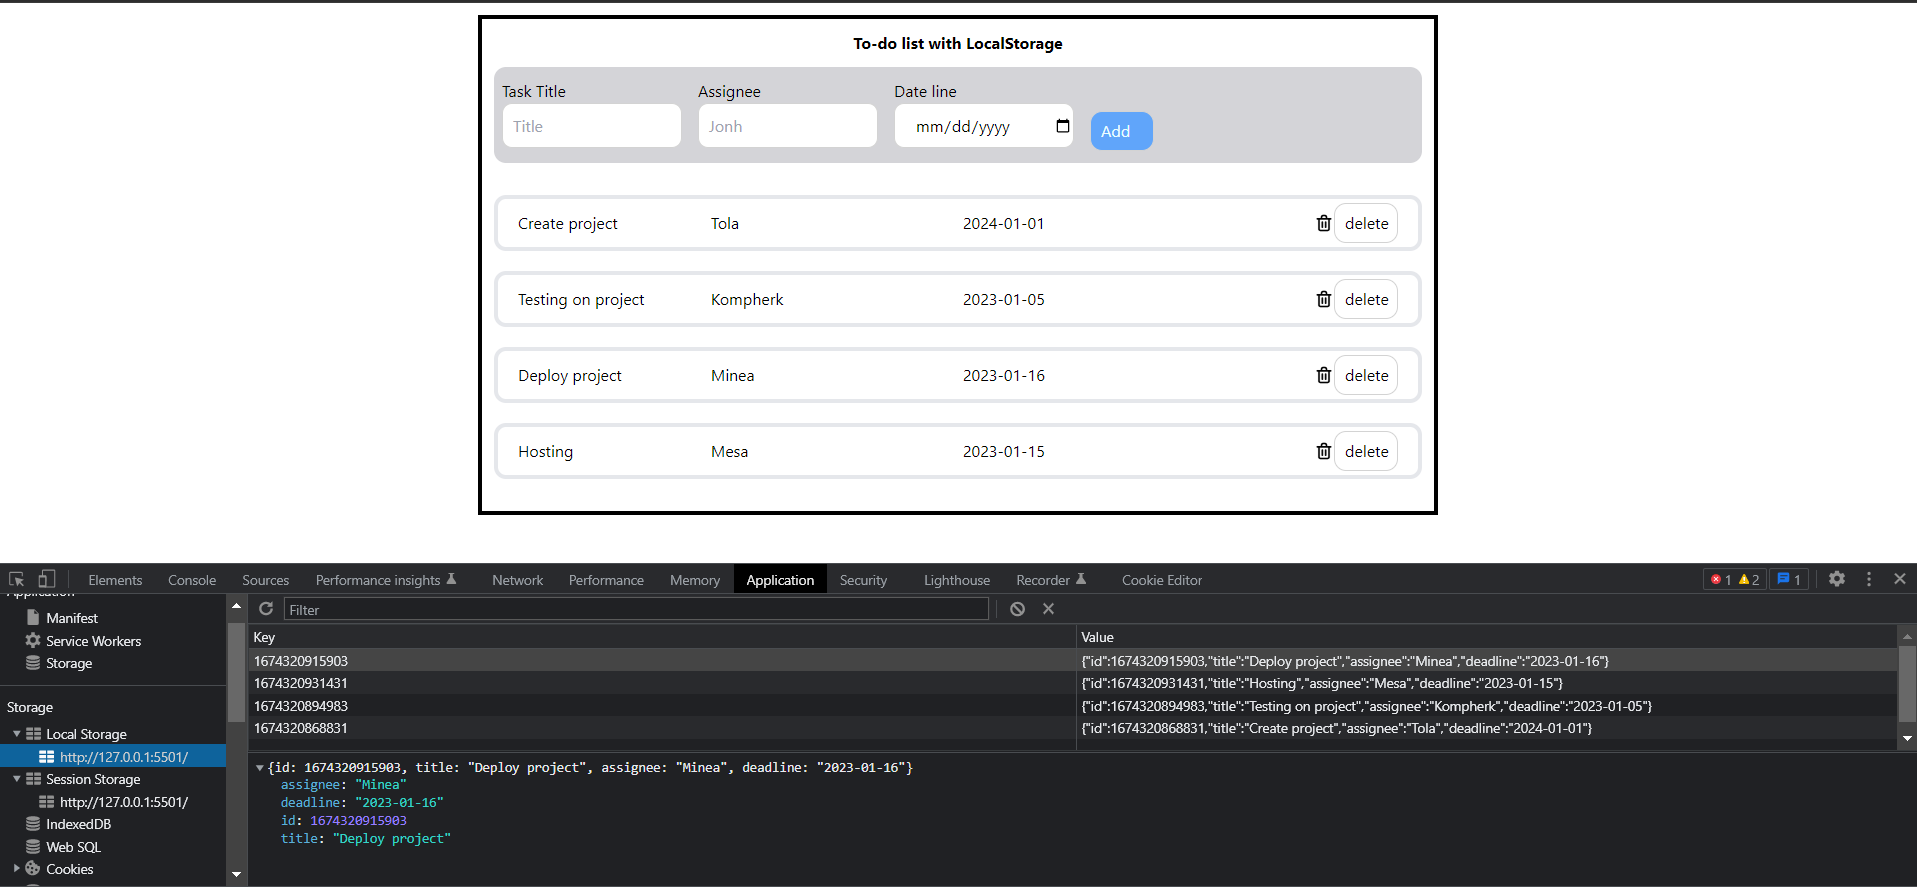 To-do list with LocalStorage
Task Title Assignee Date line
Title Jonh mm/dd/yyyy Add
Create project Tola 2024-01-01 delete
Testing on project Kompherk 2023-01-05 delete
Deploy project Minea 2023-01-16 delete
Hosting Mesa 2023-01-15 delete
Elements Console Sources Performance insights Network Performance Memory Application Security Lighthouse Recorder Cookie Editor 1 2 1
Application
Manifest
Service Workers
Storage
Storage
Local Storage
http://127.0.0.1:5501/
Session Storage
http://127.0.0.1:5501/
IndexedDB
Web SQL
Cookies
Filter
Key Value
1674320915903 {"id":1674320915903,"title":"Deploy project","assignee":"Minea","deadline":"2023-01-16"}
1674320931431 {"id":1674320931431,"title":"Hosting","assignee":"Mesa","deadline":"2023-01-15"}
1674320894983 {"id":1674320894983,"title":"Testing on project","assignee":"Kompherk","deadline":"2023-01-05"}
1674320868831 {"id":1674320868831,"title":"Create project","assignee":"Tola","deadline":"2024-01-01"}
{id: 1674320915903, title: "Deploy project", assignee: "Minea", deadline: "2023-01-16"}
assignee: "Minea"
deadline: "2023-01-16"
id: 1674320915903
title: "Deploy project"